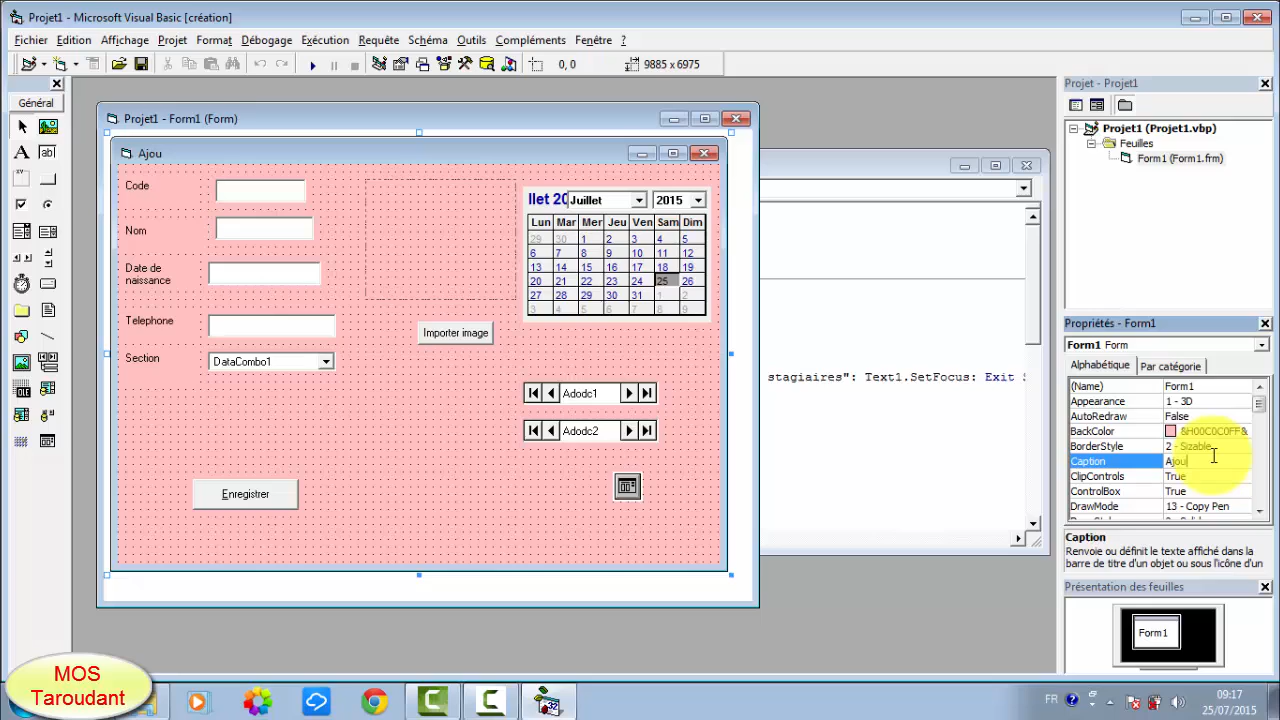 Projet1 - Microsoft Visual Basic [création]
Fichier Edition Affichage Projet Format Débogage Exécution Requête Schéma Outils Compléments Fenêtre ?
0, 0 9885 x 6975
Général
Projet1 - Form1 (Form)
Ajou
Code
Nom
Date de
naissance
Telephone
Section
DataCombo1
Importer image
Enregistrer
llet 20 Juillet 2015
Lun Mar Mer Jeu Ven Sam Dim
29 30 1 2 3 4 5
6 7 8 9 10 11 12
13 14 15 16 17 18 19
20 21 22 23 24 25 26
27 28 29 30 31 1 2
3 4 5 6 7 8 9
Adodc1
Adodc2
stagiaires": Text1.SetFocus: Exit S
Projet - Projet1
Projet1 (Projet1.vbp)
Feuilles
Form1 (Form1.frm)
Propriétés - Form1
Form1 Form
Alphabétique Par catégorie
(Name) Form1
Appearance 1 - 3D
AutoRedraw False
BackColor &H00C0C0FF&
BorderStyle 2 - Sizable
Caption Ajou
ClipControls True
ControlBox True
DrawMode 13 - Copy Pen
Caption
Renvoie ou définit le texte affiché dans la
barre de titre d'un objet ou sous l'icône d'un
Présentation des feuilles
Form1
MOS
Taroudant
FR
09:17
25/07/2015